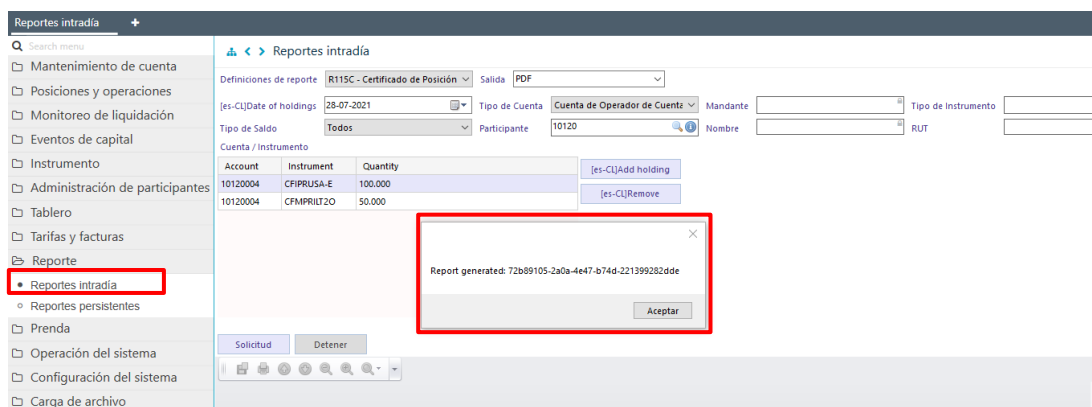 Reportes intradía +
Search menu
Mantenimiento de cuenta
Posiciones y operaciones
Monitoreo de liquidación
Eventos de capital
Instrumento
Administración de participantes
Tablero
Tarifas y facturas
Reporte
Reportes intradía
Reportes persistentes
Prenda
Operación del sistema
Configuración del sistema
Carga de archivo
Reportes intradía
Definiciones de reporte R115C - Certificado de Posición Salida PDF
[es-CL]Date of holdings 28-07-2021 Tipo de Cuenta Cuenta de Operador de Cuenta Mandante Tipo de Instrumento
Tipo de Saldo Todos Participante 10120 Nombre RUT
Cuenta / Instrumento
Account Instrument Quantity [es-CL]Add holding
10120004 CFIPRUSA-E 100.000
10120004 CFMPRILT2O 50.000
[es-CL]Remove
Report generated: 72b89105-2a0a-4e47-b74d-221399282dde
Aceptar
Solicitud Detener